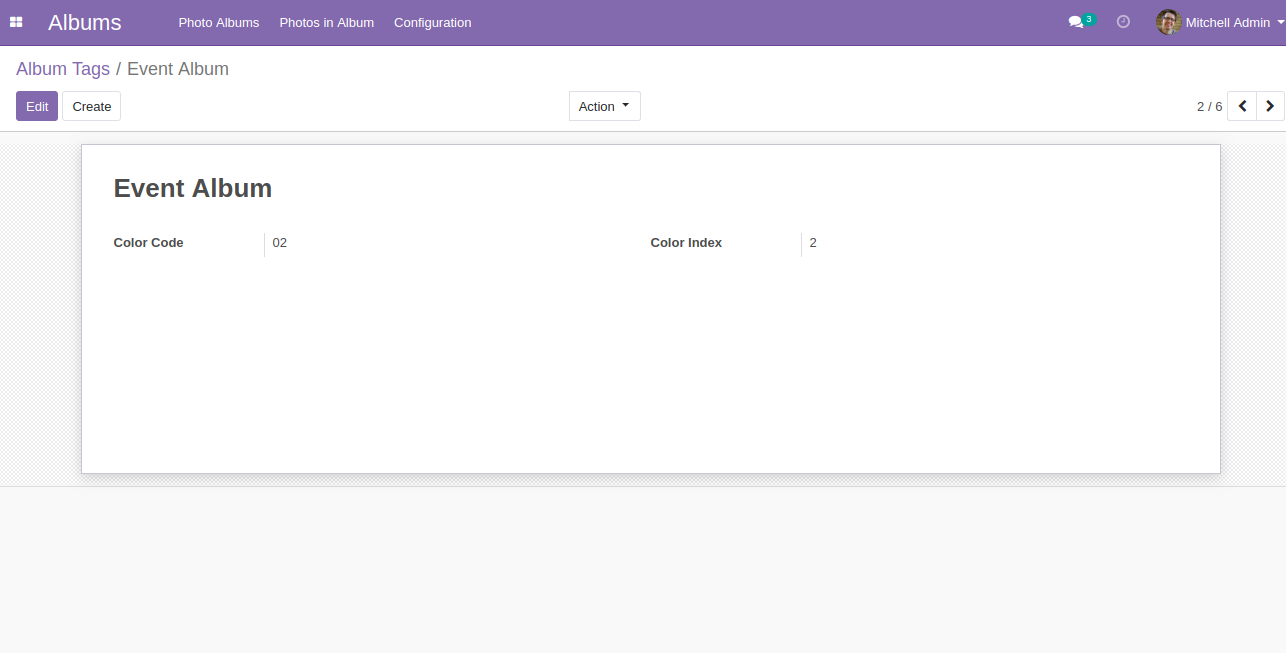 Albums Photo Albums Photos in Album Configuration 3 Mitchell Admin
Album Tags / Event Album
Edit Create Action 2 / 6
Event Album
Color Code 02 Color Index 2